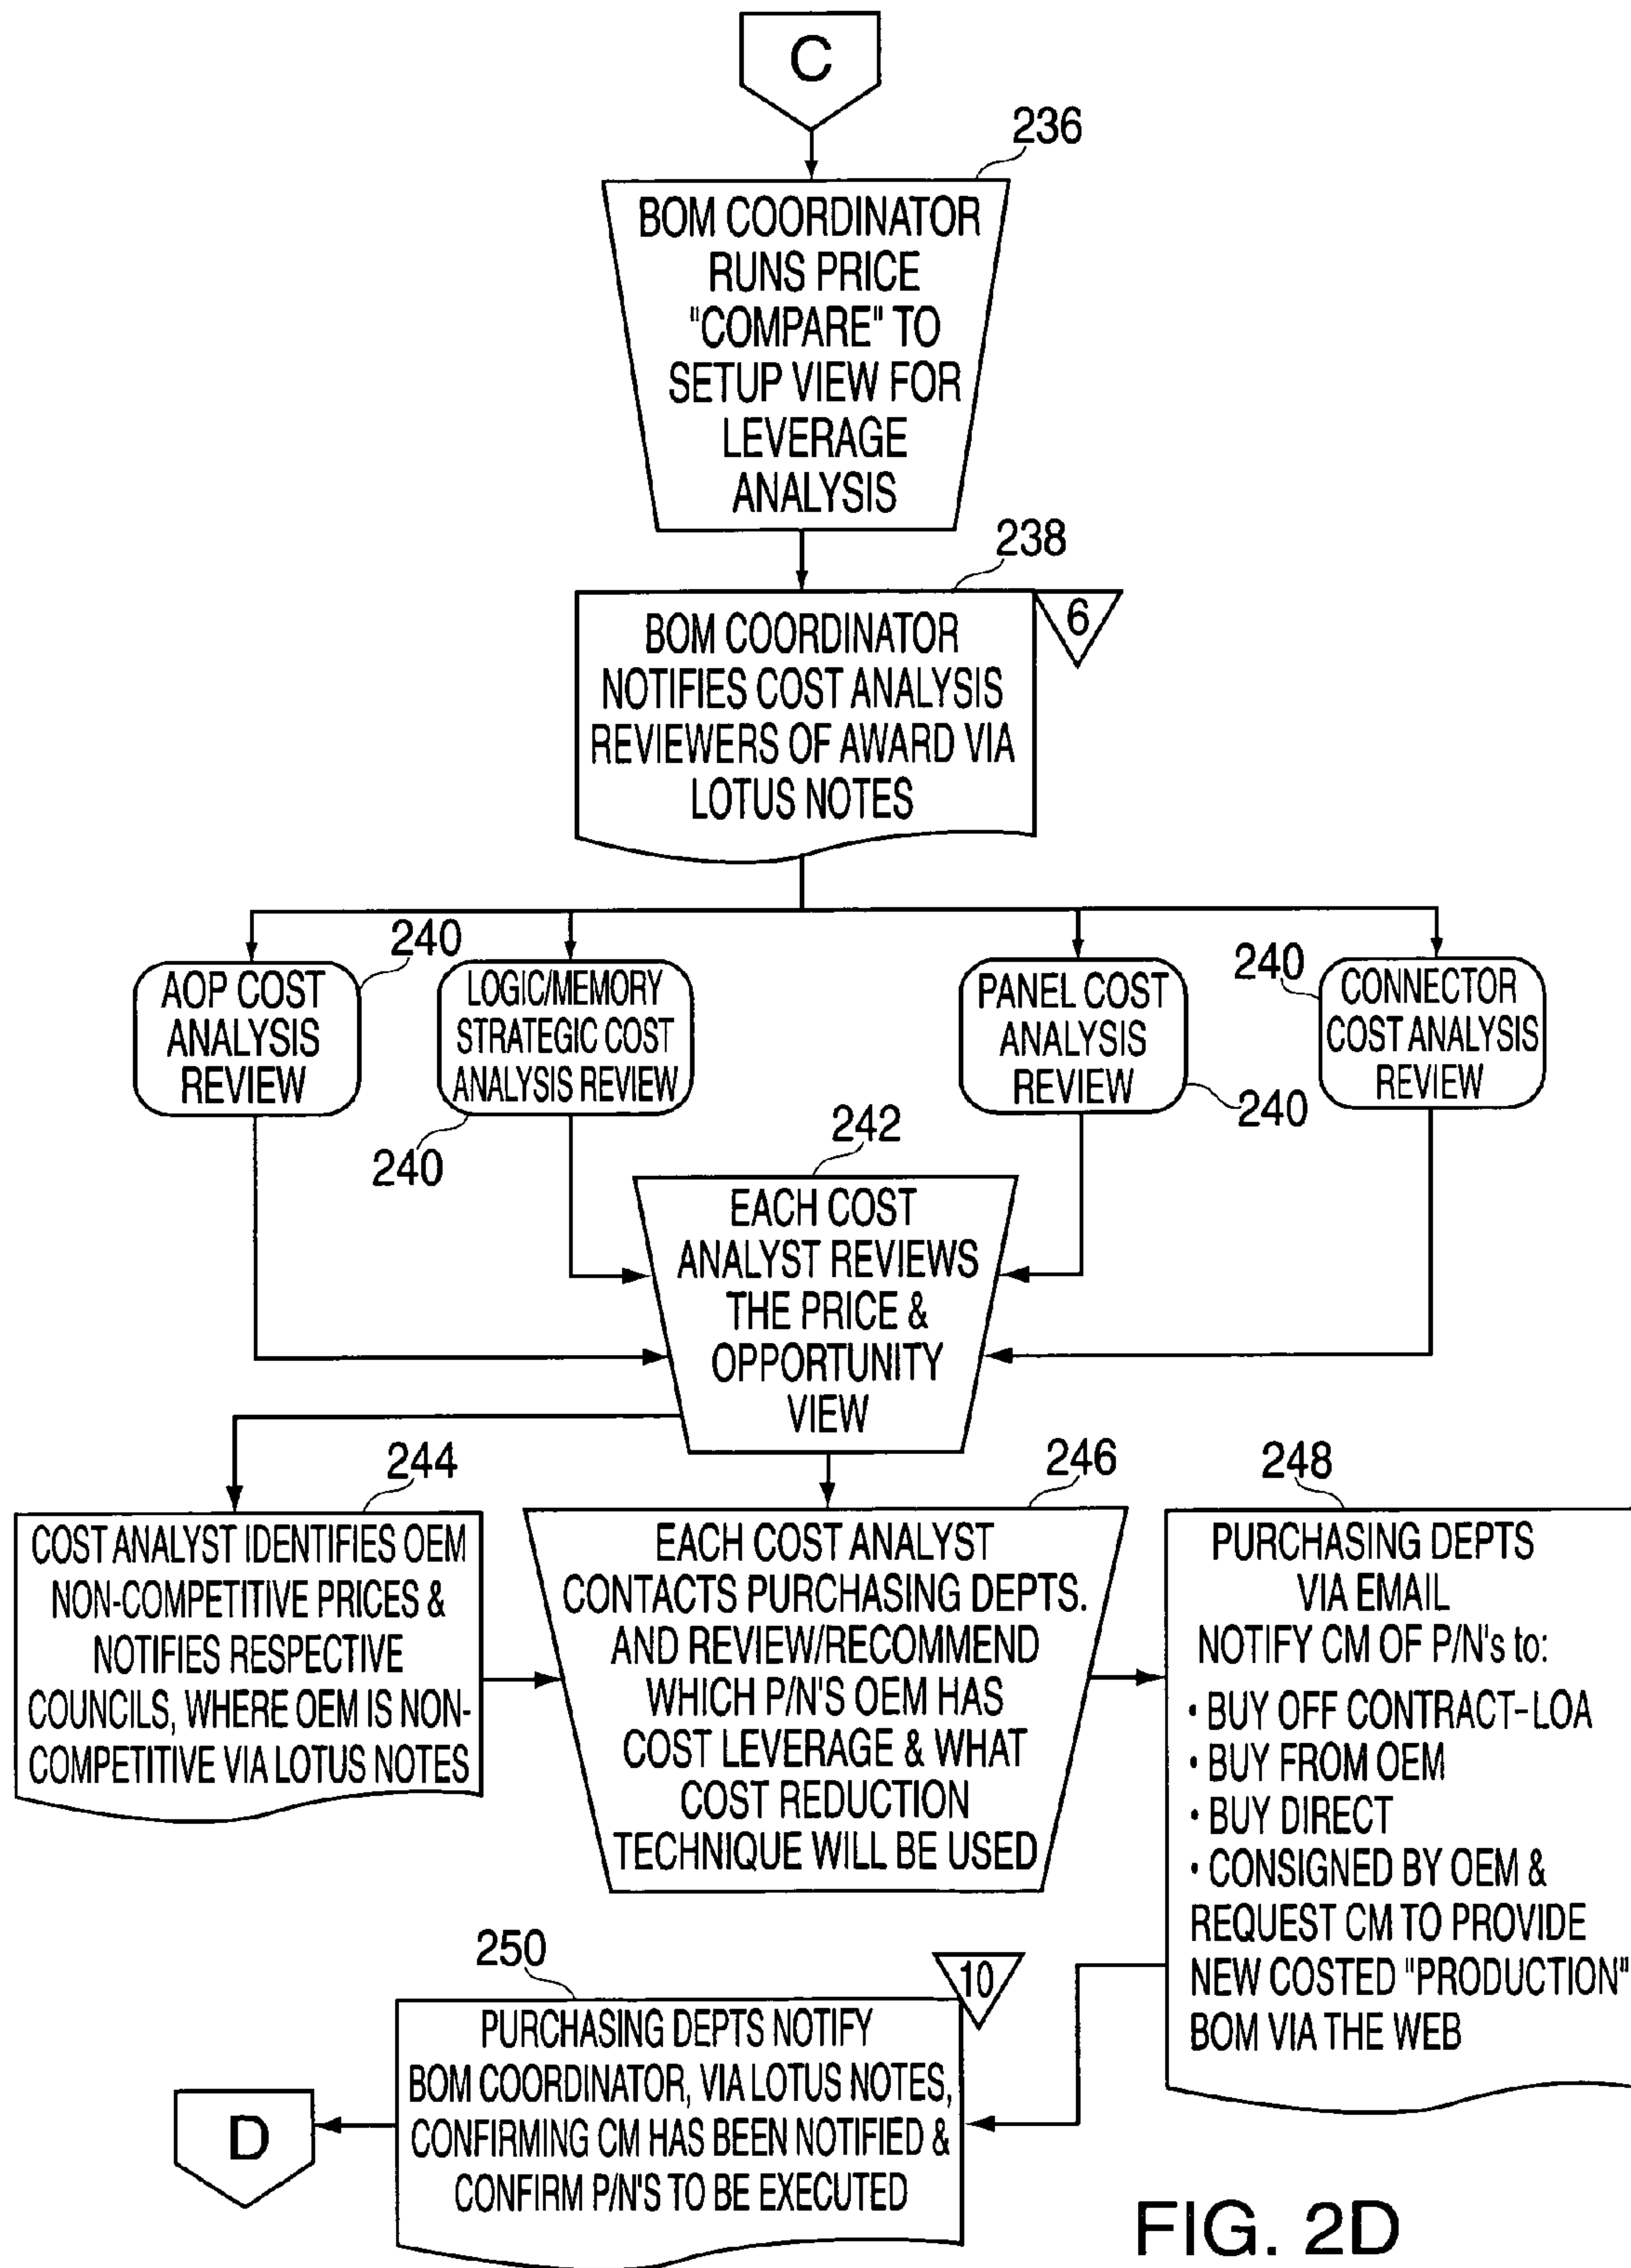 C
236
BOM COORDINATOR
RUNS PRICE
"COMPARE" TO
SETUP VIEW FOR
LEVERAGE
ANALYSIS
238
6
BOM COORDINATOR
NOTIFIES COST ANALYSIS
REVIEWERS OF AWARD VIA
LOTUS NOTES
240
AOP COST
ANALYSIS
REVIEW
LOGIC/MEMORY
STRATEGIC COST
ANALYSIS REVIEW
240
PANEL COST
ANALYSIS
REVIEW
240
240
CONNECTOR
COST ANALYSIS
REVIEW
242
EACH COST
ANALYST REVIEWS
THE PRICE &
OPPORTUNITY
VIEW
244
COST ANALYST IDENTIFIES OEM
NON-COMPETITIVE PRICES &
NOTIFIES RESPECTIVE
COUNCILS, WHERE OEM IS NON-
COMPETITIVE VIA LOTUS NOTES
246
EACH COST ANALYST
CONTACTS PURCHASING DEPTS.
AND REVIEW/RECOMMEND
WHICH P/N'S OEM HAS
COST LEVERAGE & WHAT
COST REDUCTION
TECHNIQUE WILL BE USED
248
PURCHASING DEPTS
VIA EMAIL
NOTIFY CM OF P/N's to:
• BUY OFF CONTRACT-LOA
• BUY FROM OEM
• BUY DIRECT
• CONSIGNED BY OEM &
REQUEST CM TO PROVIDE
NEW COSTED "PRODUCTION"
BOM VIA THE WEB
250
10
PURCHASING DEPTS NOTIFY
BOM COORDINATOR, VIA LOTUS NOTES,
CONFIRMING CM HAS BEEN NOTIFIED &
CONFIRM P/N'S TO BE EXECUTED
D
FIG. 2D